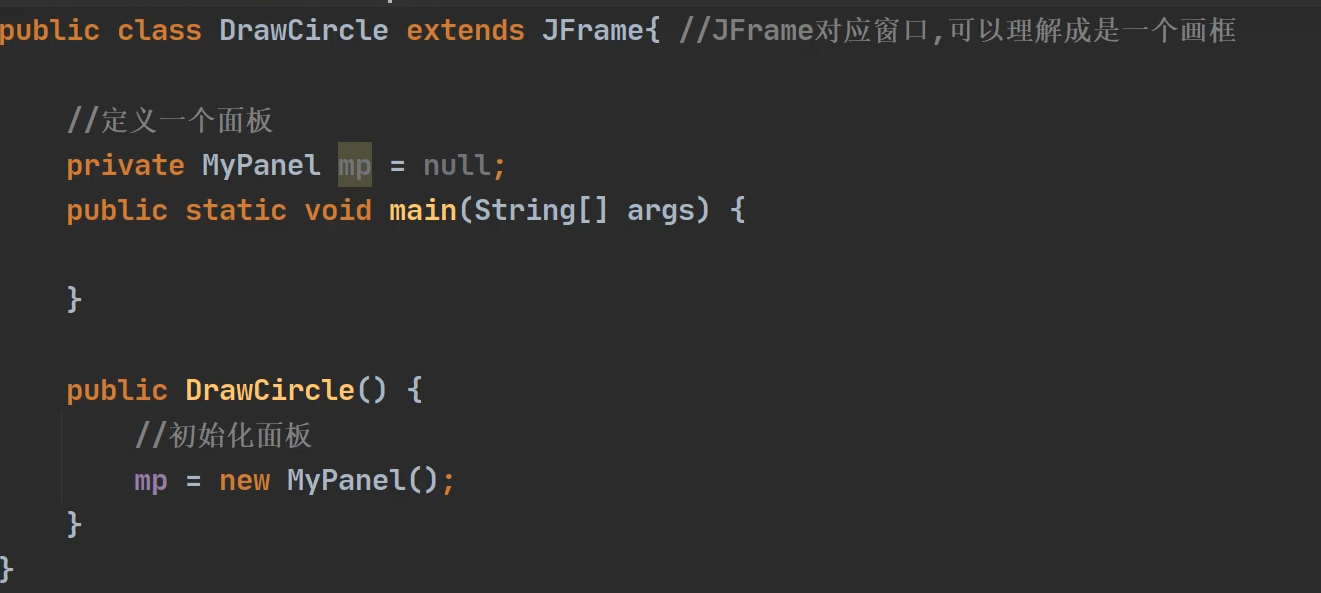 public class DrawCircle extends JFrame{ //JFrame对应窗口,可以理解成是一个画框
//定义一个面板
private MyPanel mp = null;
public static void main(String[] args) {
}
public DrawCircle() {
//初始化面板
mp = new MyPanel();
}
}